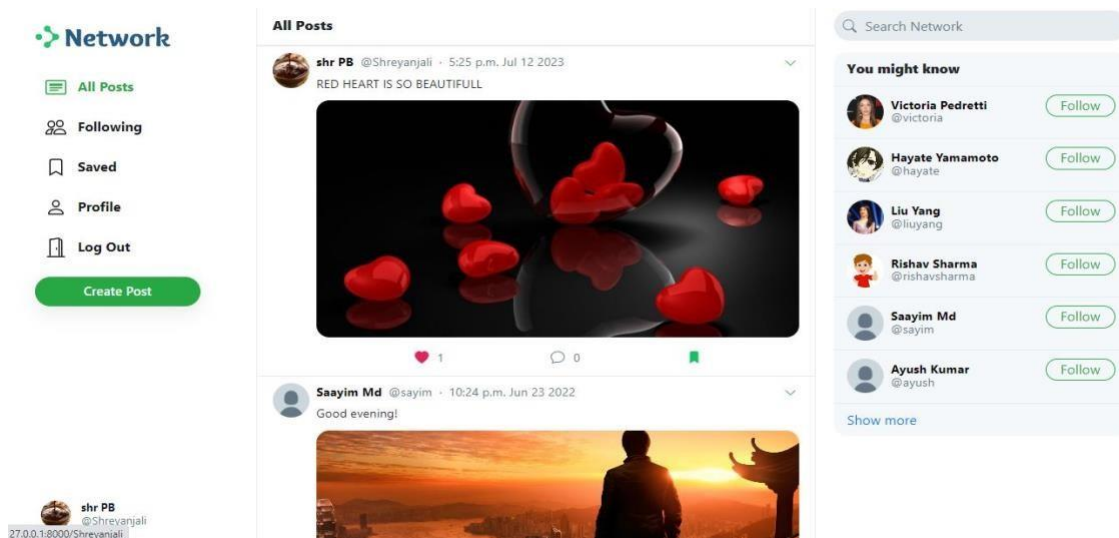 Network
All Posts
Following
Saved
Profile
Log Out
Create Post
shr PB
@Shreyanjali
27.0.0.1:8000/Shreyanjali
All Posts
shr PB @Shreyanjali · 5:25 p.m. Jul 12 2023
RED HEART IS SO BEAUTIFULL
1 0
Saayim Md @sayim · 10:24 p.m. Jun 23 2022
Good evening!
Search Network
You might know
Victoria Pedretti
@victoria
Follow
Hayate Yamamoto
@hayate
Follow
Liu Yang
@liuyang
Follow
Rishav Sharma
@rishavsharma
Follow
Saayim Md
@sayim
Follow
Ayush Kumar
@ayush
Follow
Show more